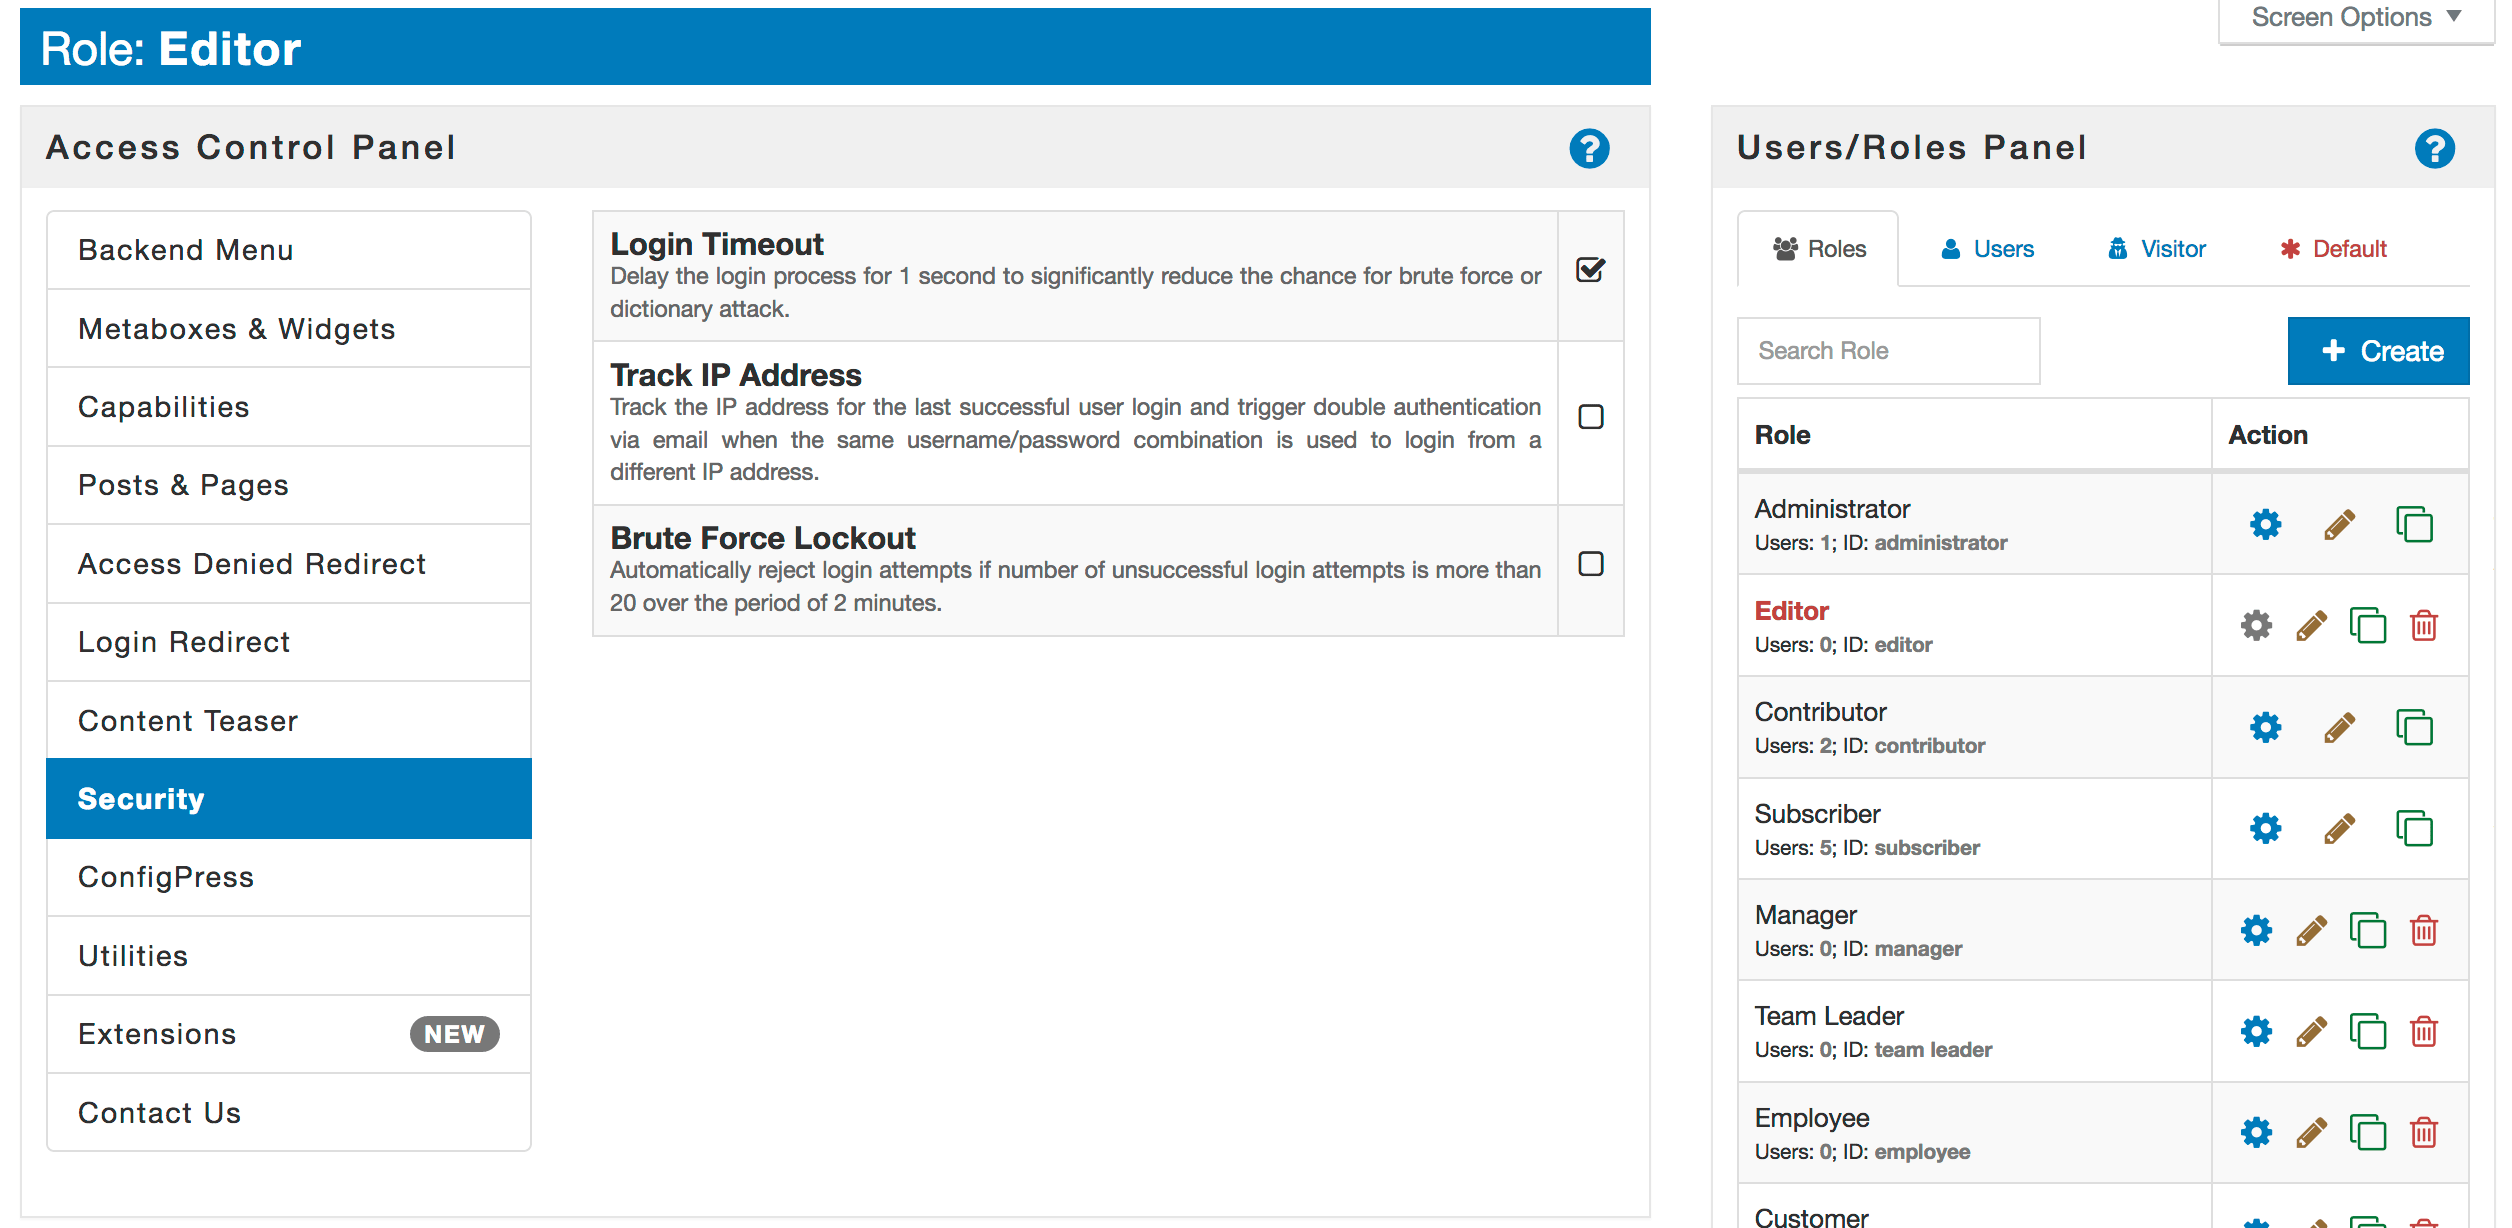 Screen Options
Role: Editor
Access Control Panel
Backend Menu
Metaboxes & Widgets
Capabilities
Posts & Pages
Access Denied Redirect
Login Redirect
Content Teaser
Security
ConfigPress
Utilities
Extensions NEW
Contact Us
Login Timeout
Delay the login process for 1 second to significantly reduce the chance for brute force or
dictionary attack.
Track IP Address
Track the IP address for the last successful user login and trigger double authentication
via email when the same username/password combination is used to login from a
different IP address.
Brute Force Lockout
Automatically reject login attempts if number of unsuccessful login attempts is more than
20 over the period of 2 minutes.
Users/Roles Panel
Roles Users Visitor Default
Search Role
Create
Role Action
Administrator
Users: 1; ID: administrator
Editor
Users: 0; ID: editor
Contributor
Users: 2; ID: contributor
Subscriber
Users: 5; ID: subscriber
Manager
Users: 0; ID: manager
Team Leader
Users: 0; ID: team leader
Employee
Users: 0; ID: employee
Customer